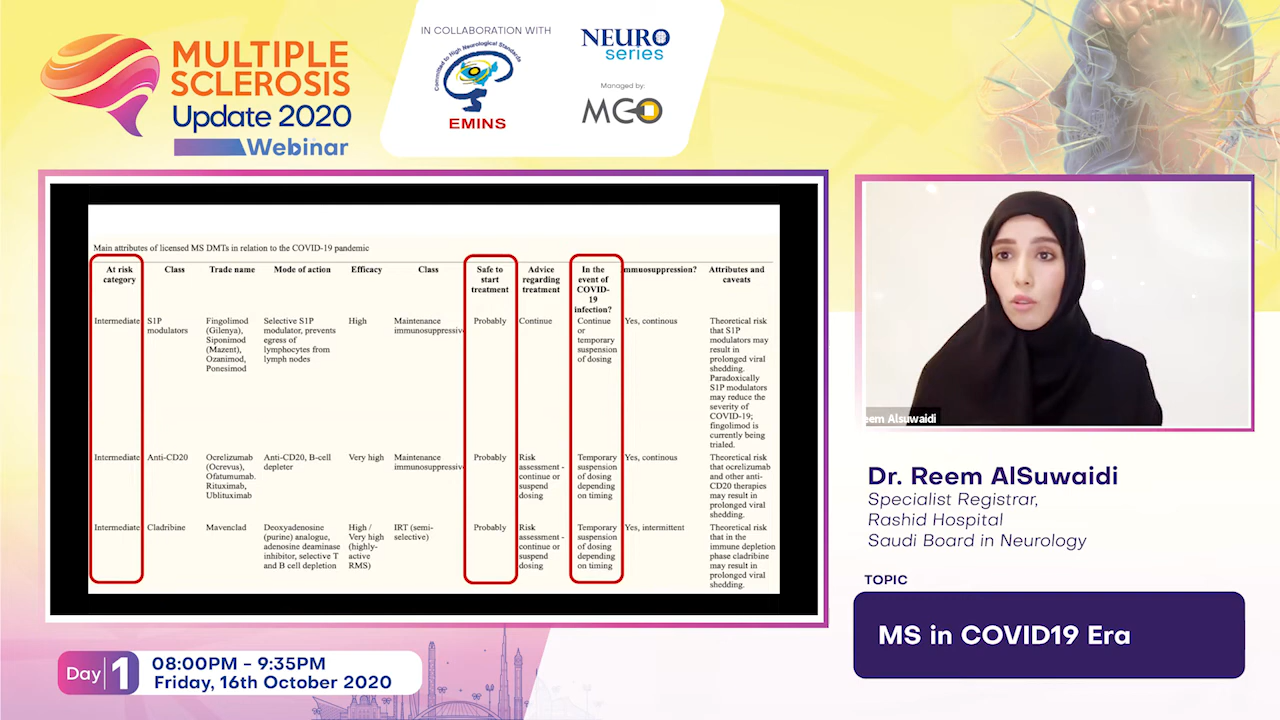 MULTIPLE
SCLEROSIS
Update 2020
Webinar
IN COLLABORATION WITH
Committed to High Neurological Standards
EMINS
NEURO
series
Managed by:
MCO
Main attributes of licensed MS DMTs in relation to the COVID-19 pandemic
At risk category | Class | Trade name | Mode of action | Efficacy | Class | Safe to start treatment | Advice regarding treatment | In the event of COVID-19 infection? | mmuosuppression? | Attributes and caveats
Intermediate | S1P modulators | Fingolimod (Gilenya), Siponimod (Mazent), Ozanimod, Ponesimod | Selective S1P modulator, prevents egress of lymphocytes from lymph nodes | High | Maintenance immunosuppressive | Probably | Continue | Continue or temporary suspension of dosing | Yes, continous | Theoretical risk that S1P modulators may result in prolonged viral shedding. Paradoxically S1P modulators may reduce the severity of COVID-19; fingolimod is currently being trialed.
Intermediate | Anti-CD20 | Ocrelizumab (Ocrevus), Ofatumumab. Rituximab, Ublituximab | Anti-CD20, B-cell depleter | Very high | Maintenance immunosuppressive | Probably | Risk assessment - continue or suspend dosing | Temporary suspension of dosing depending on timing | Yes, continous | Theoretical risk that ocrelizumab and other anti-CD20 therapies may result in prolonged viral shedding.
Intermediate | Cladribine | Mavenclad | Deoxyadenosine (purine) analogue, adenosine deaminase inhibitor, selective T and B cell depletion | High / Very high (highly-active RMS) | IRT (semi-selective) | Probably | Risk assessment - continue or suspend dosing | Temporary suspension of dosing depending on timing | Yes, intermittent | Theoretical risk that in the immune depletion phase cladribine may result in prolonged viral shedding.
eem Alsuwaidi
Dr. Reem AlSuwaidi
Specialist Registrar,
Rashid Hospital
Saudi Board in Neurology
TOPIC
MS in COVID19 Era
Day 1
08:00PM - 9:35PM
Friday, 16th October 2020